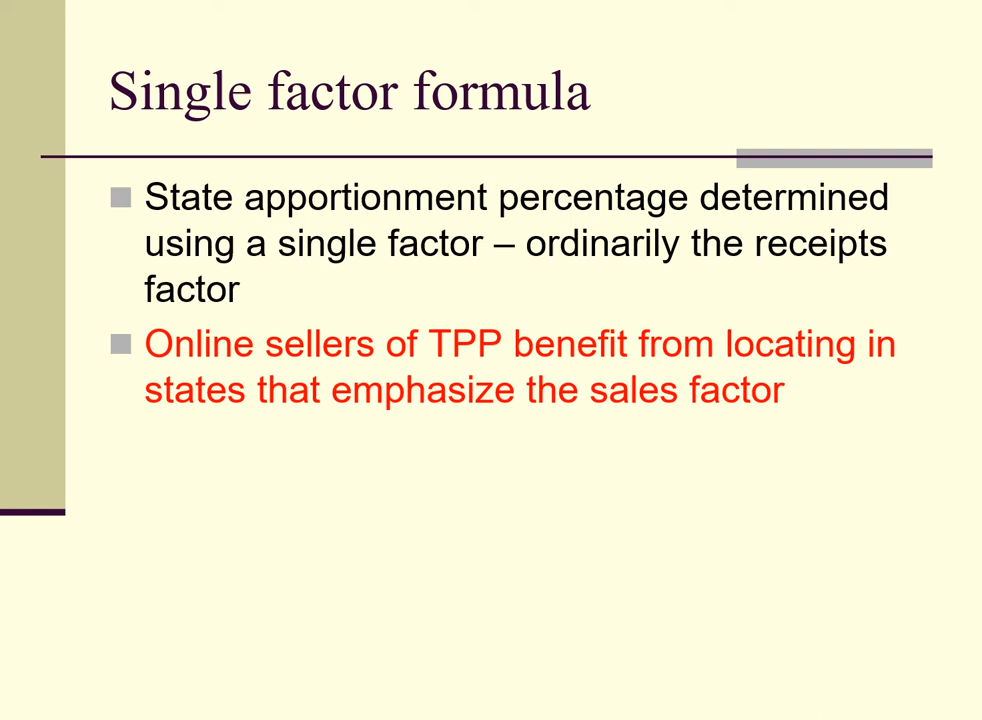 Single factor formula
State apportionment percentage determined
using a single factor – ordinarily the receipts
factor
Online sellers of TPP benefit from locating in
states that emphasize the sales factor